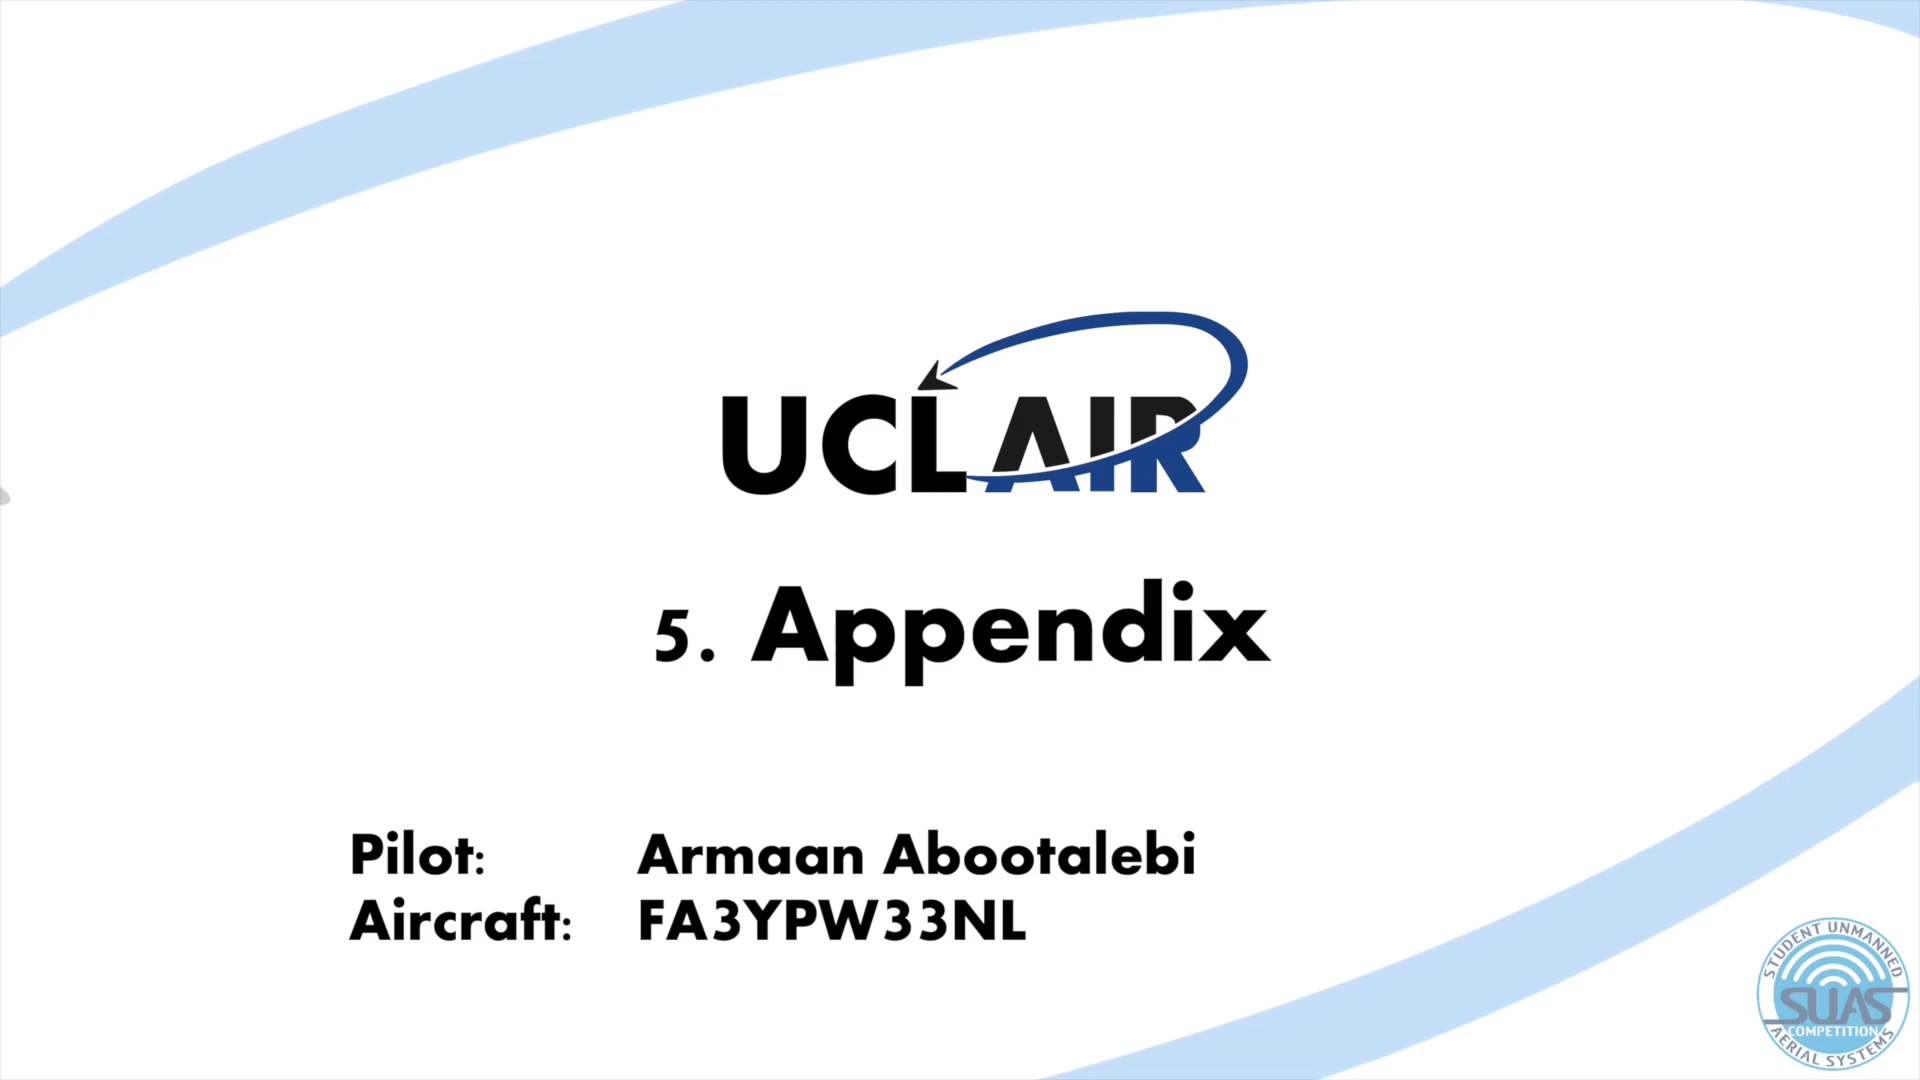 UCLAIR
5. Appendix
Pilot: Armaan Abootalebi
Aircraft: FA3YPW33NL
STUDENT UNMANNED
SUAS
COMPETITION
AERIAL SYSTEMS